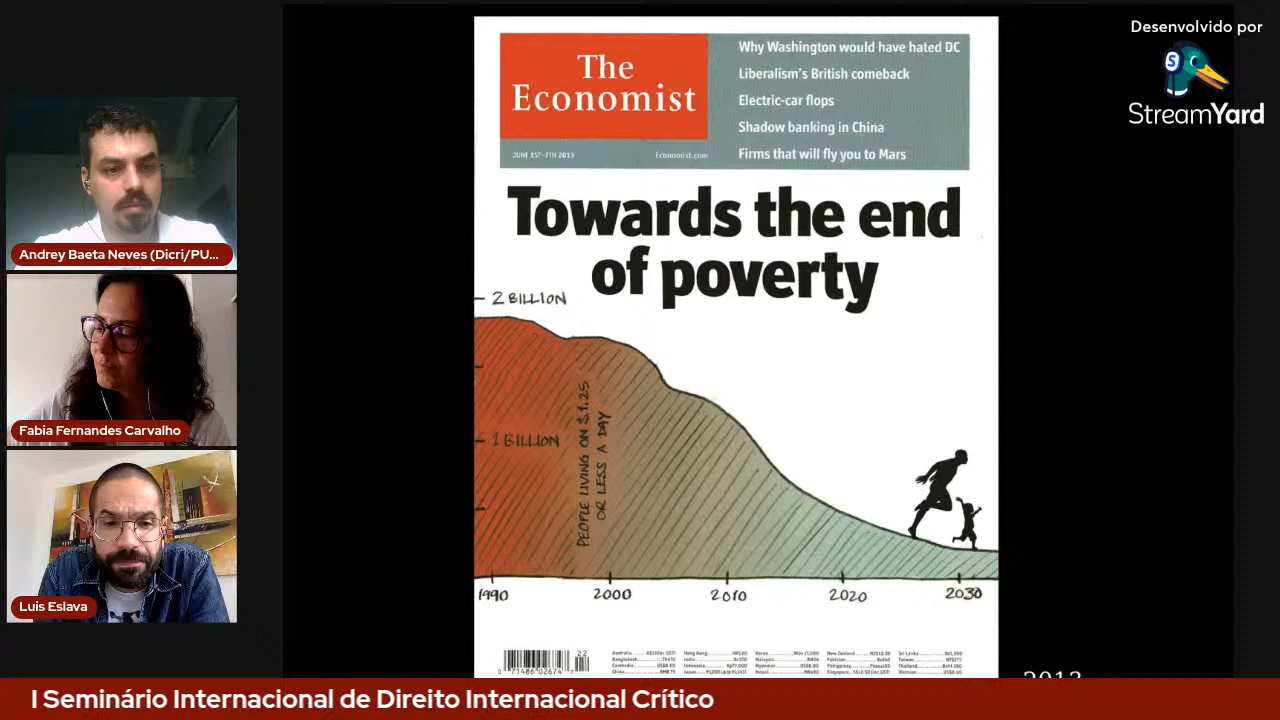 Desenvolvido por
StreamYard
The
Economist
JUNE 1ST–7TH 2013
Economist.com
Why Washington would have hated DC
Liberalism's British comeback
Electric-car flops
Shadow banking in China
Firms that will fly you to Mars
Towards the end
of poverty
2 BILLION
1 BILLION
PEOPLE LIVING ON $1.25
OR LESS A DAY
1990
2000
2010
2020
2030
Andrey Baeta Neves (Dicri/PU...
Fabia Fernandes Carvalho
Luis Eslava
22
2013
I Seminário Internacional de Direito Internacional Crítico